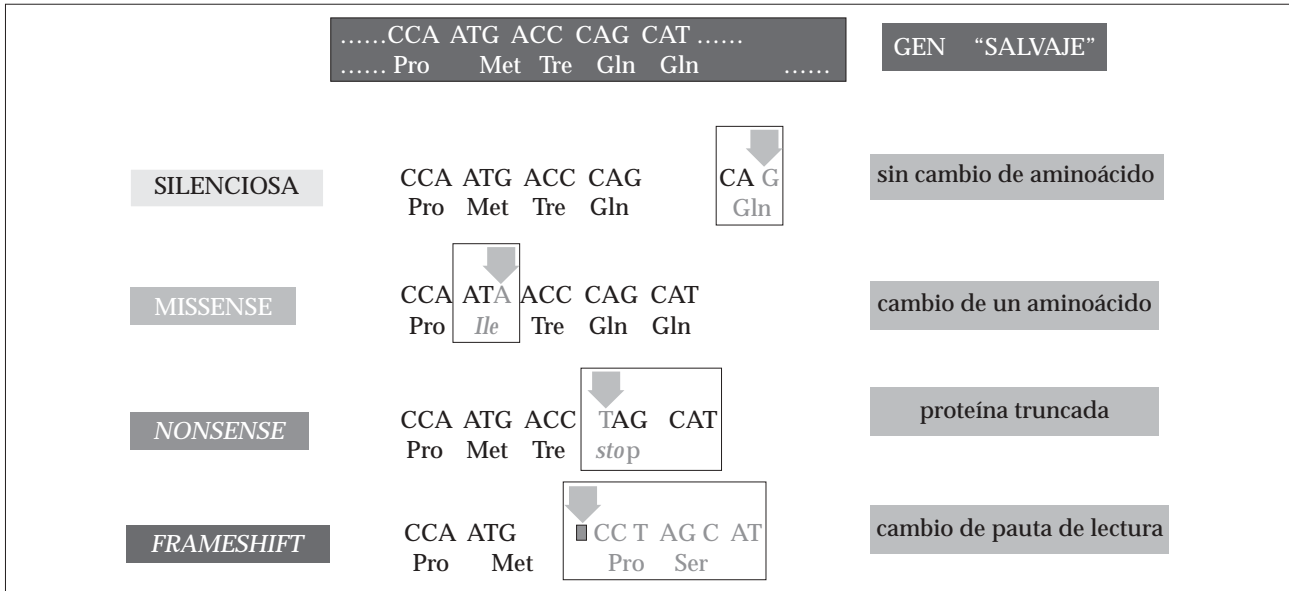 ……CCA ATG ACC CAG CAT ……
…… Pro Met Tre Gln Gln ……
GEN “SALVAJE”
SILENCIOSA
CCA ATG ACC CAG CA G
Pro Met Tre Gln Gln
sin cambio de aminoácido
MISSENSE
CCA ATA ACC CAG CAT
Pro Ile Tre Gln Gln
cambio de un aminoácido
NONSENSE
CCA ATG ACC TAG CAT
Pro Met Tre stop
proteína truncada
FRAMESHIFT
CCA ATG CC T AG C AT
Pro Met Pro Ser
cambio de pauta de lectura